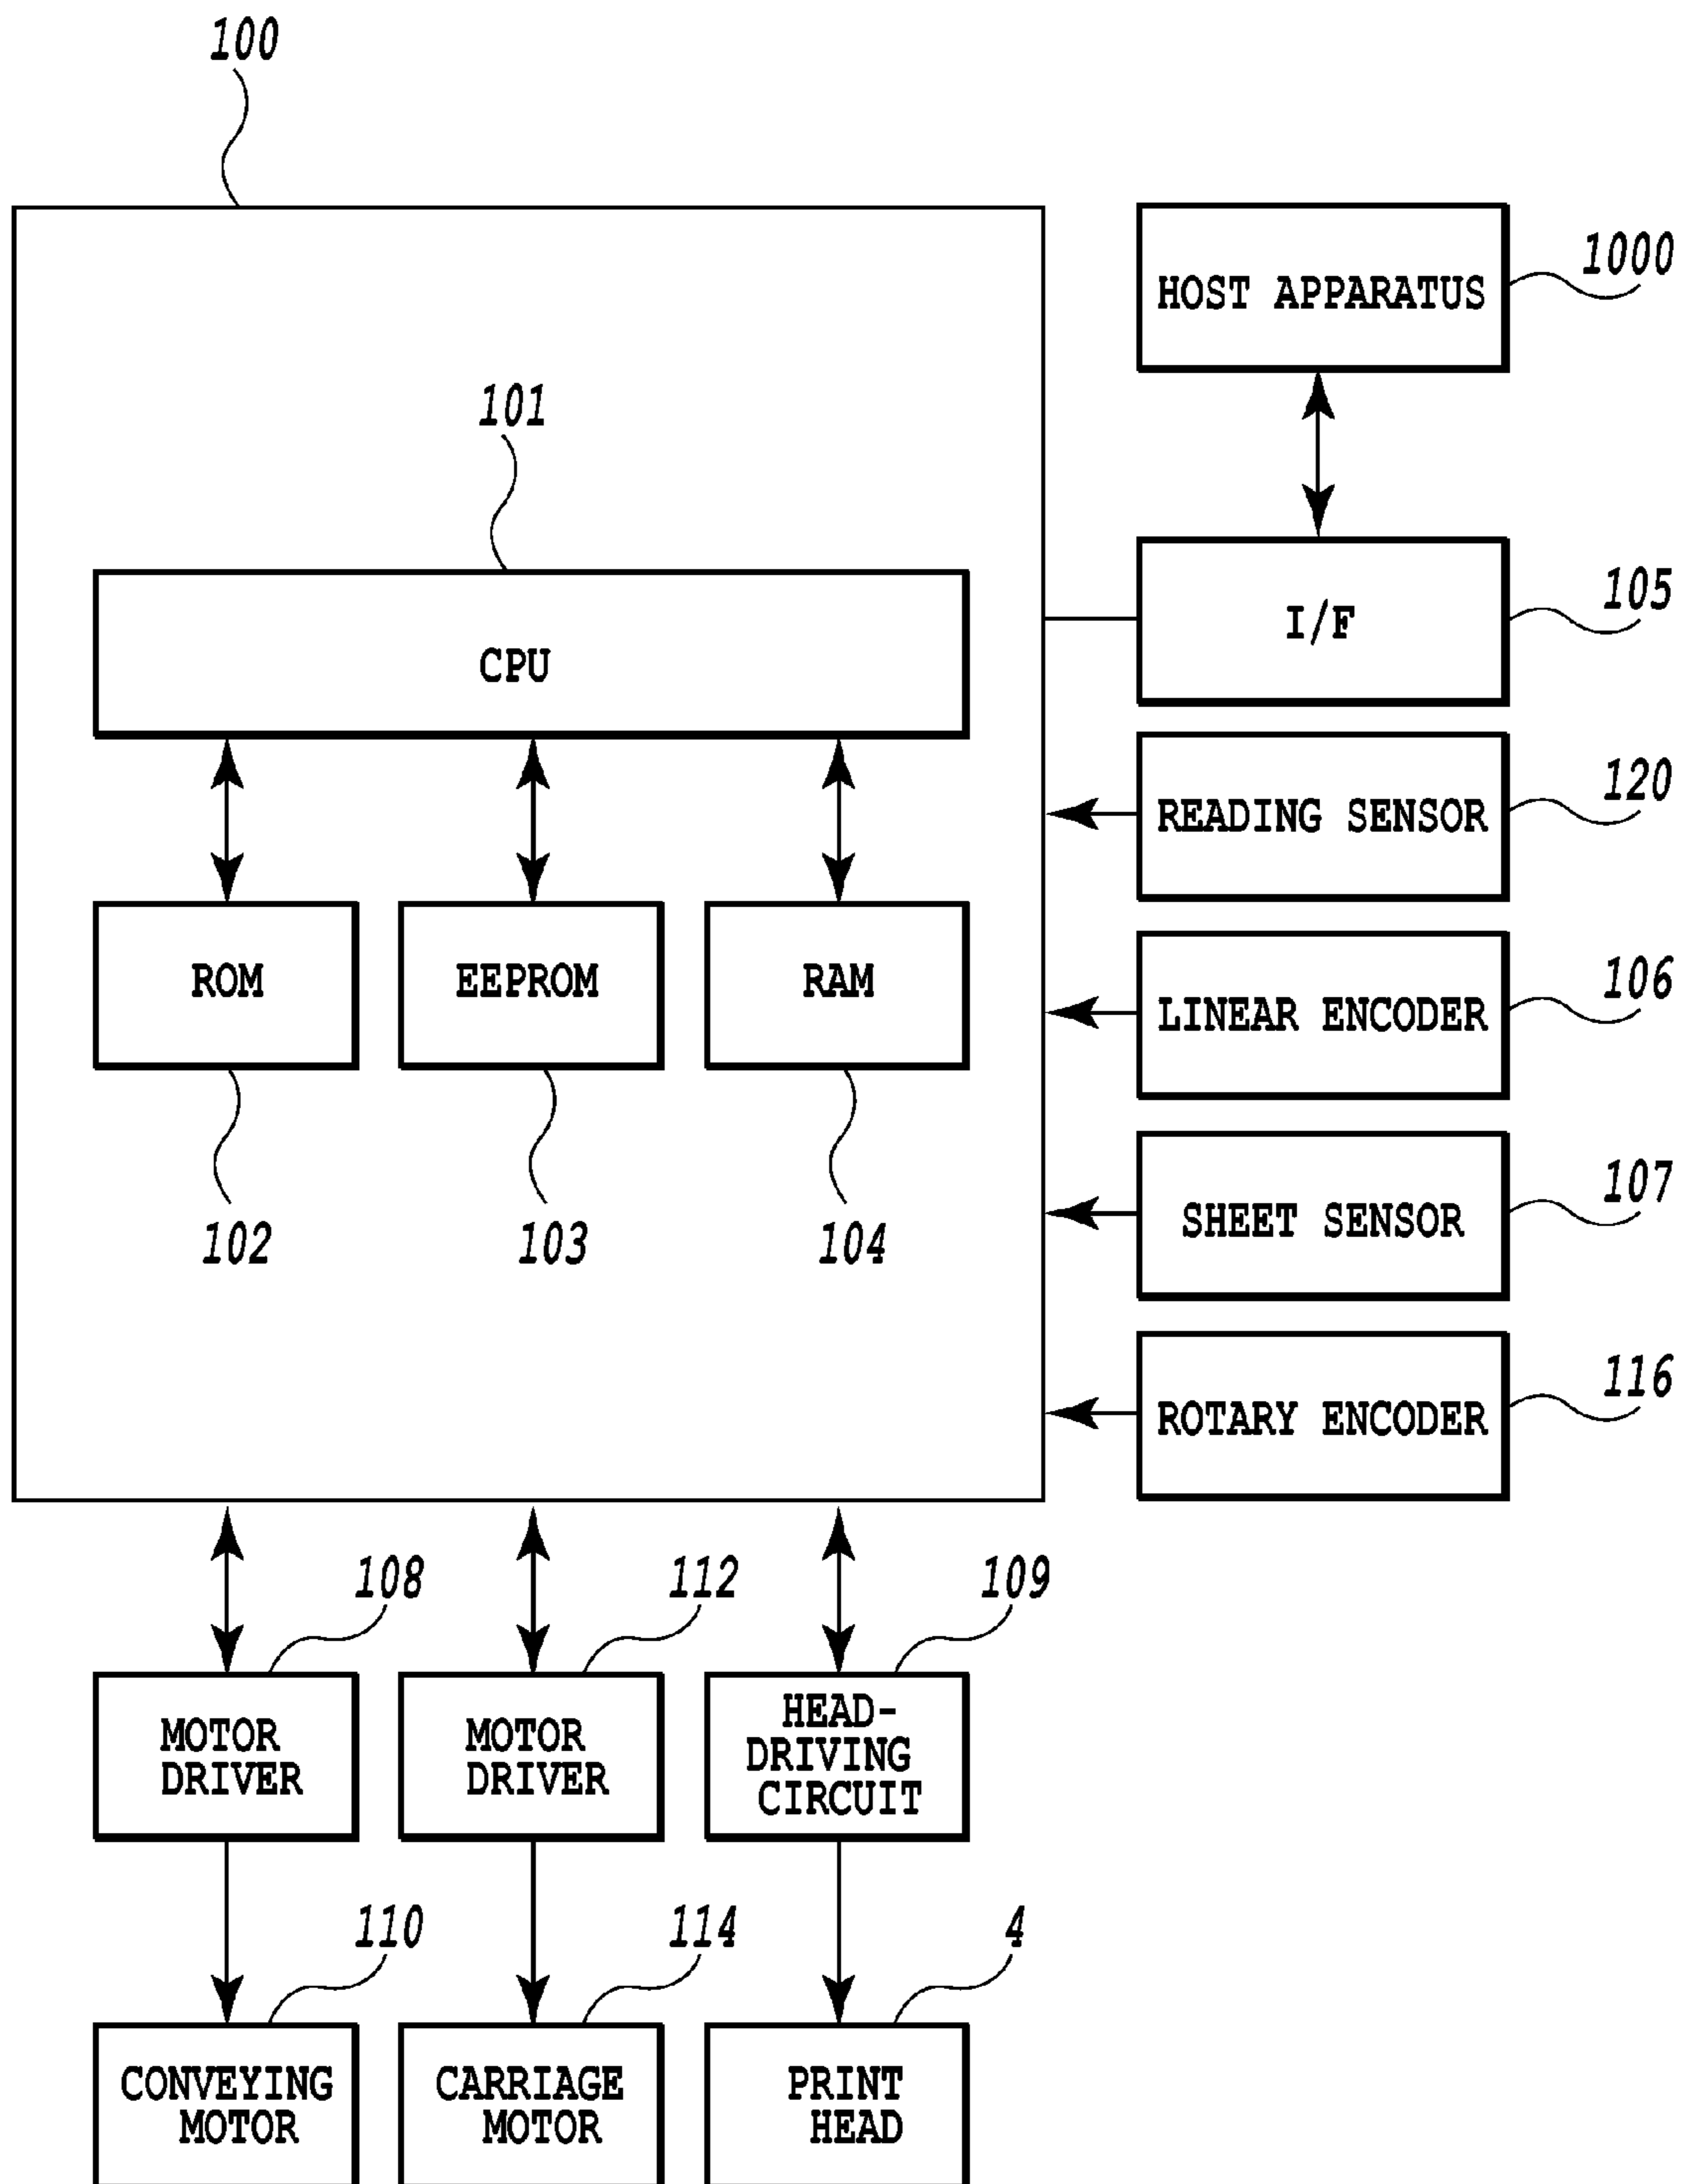 100
HOST APPARATUS
1000
101
CPU
I/F
105
READING SENSOR
120
ROM
EEPROM
RAM
LINEAR ENCODER
106
102
103
104
SHEET SENSOR
107
ROTARY ENCODER
116
108
112
109
MOTOR
DRIVER
MOTOR
DRIVER
HEAD-
DRIVING
CIRCUIT
110
114
4
CONVEYING
MOTOR
CARRIAGE
MOTOR
PRINT
HEAD